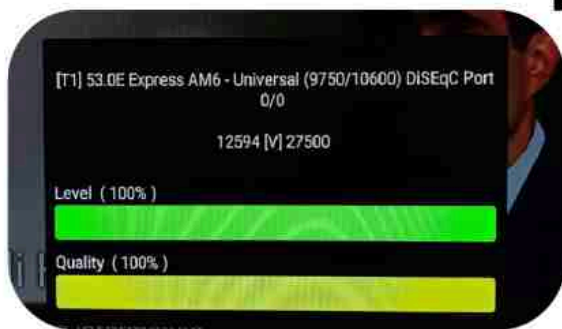 [T1] 53.0E Express AM6 - Universal (9750/10600) DiSEqC Port
0/0
12594 [V] 27500
Level ( 100% )
Quality ( 100% )